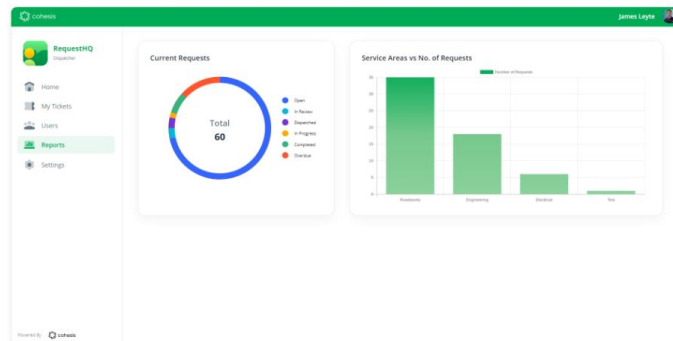 cohesis
James Leyte
RequestHQ
Dispatcher
Home
My Tickets
Users
Reports
Settings
Current Requests
Total
60
Open
In Review
Dispatched
In Progress
Completed
Overdue
Service Areas vs No. of Requests
Number of Requests
35
30
25
20
15
10
5
0
Roadworks
Engineering
Electrical
Test
Powered By
cohesis